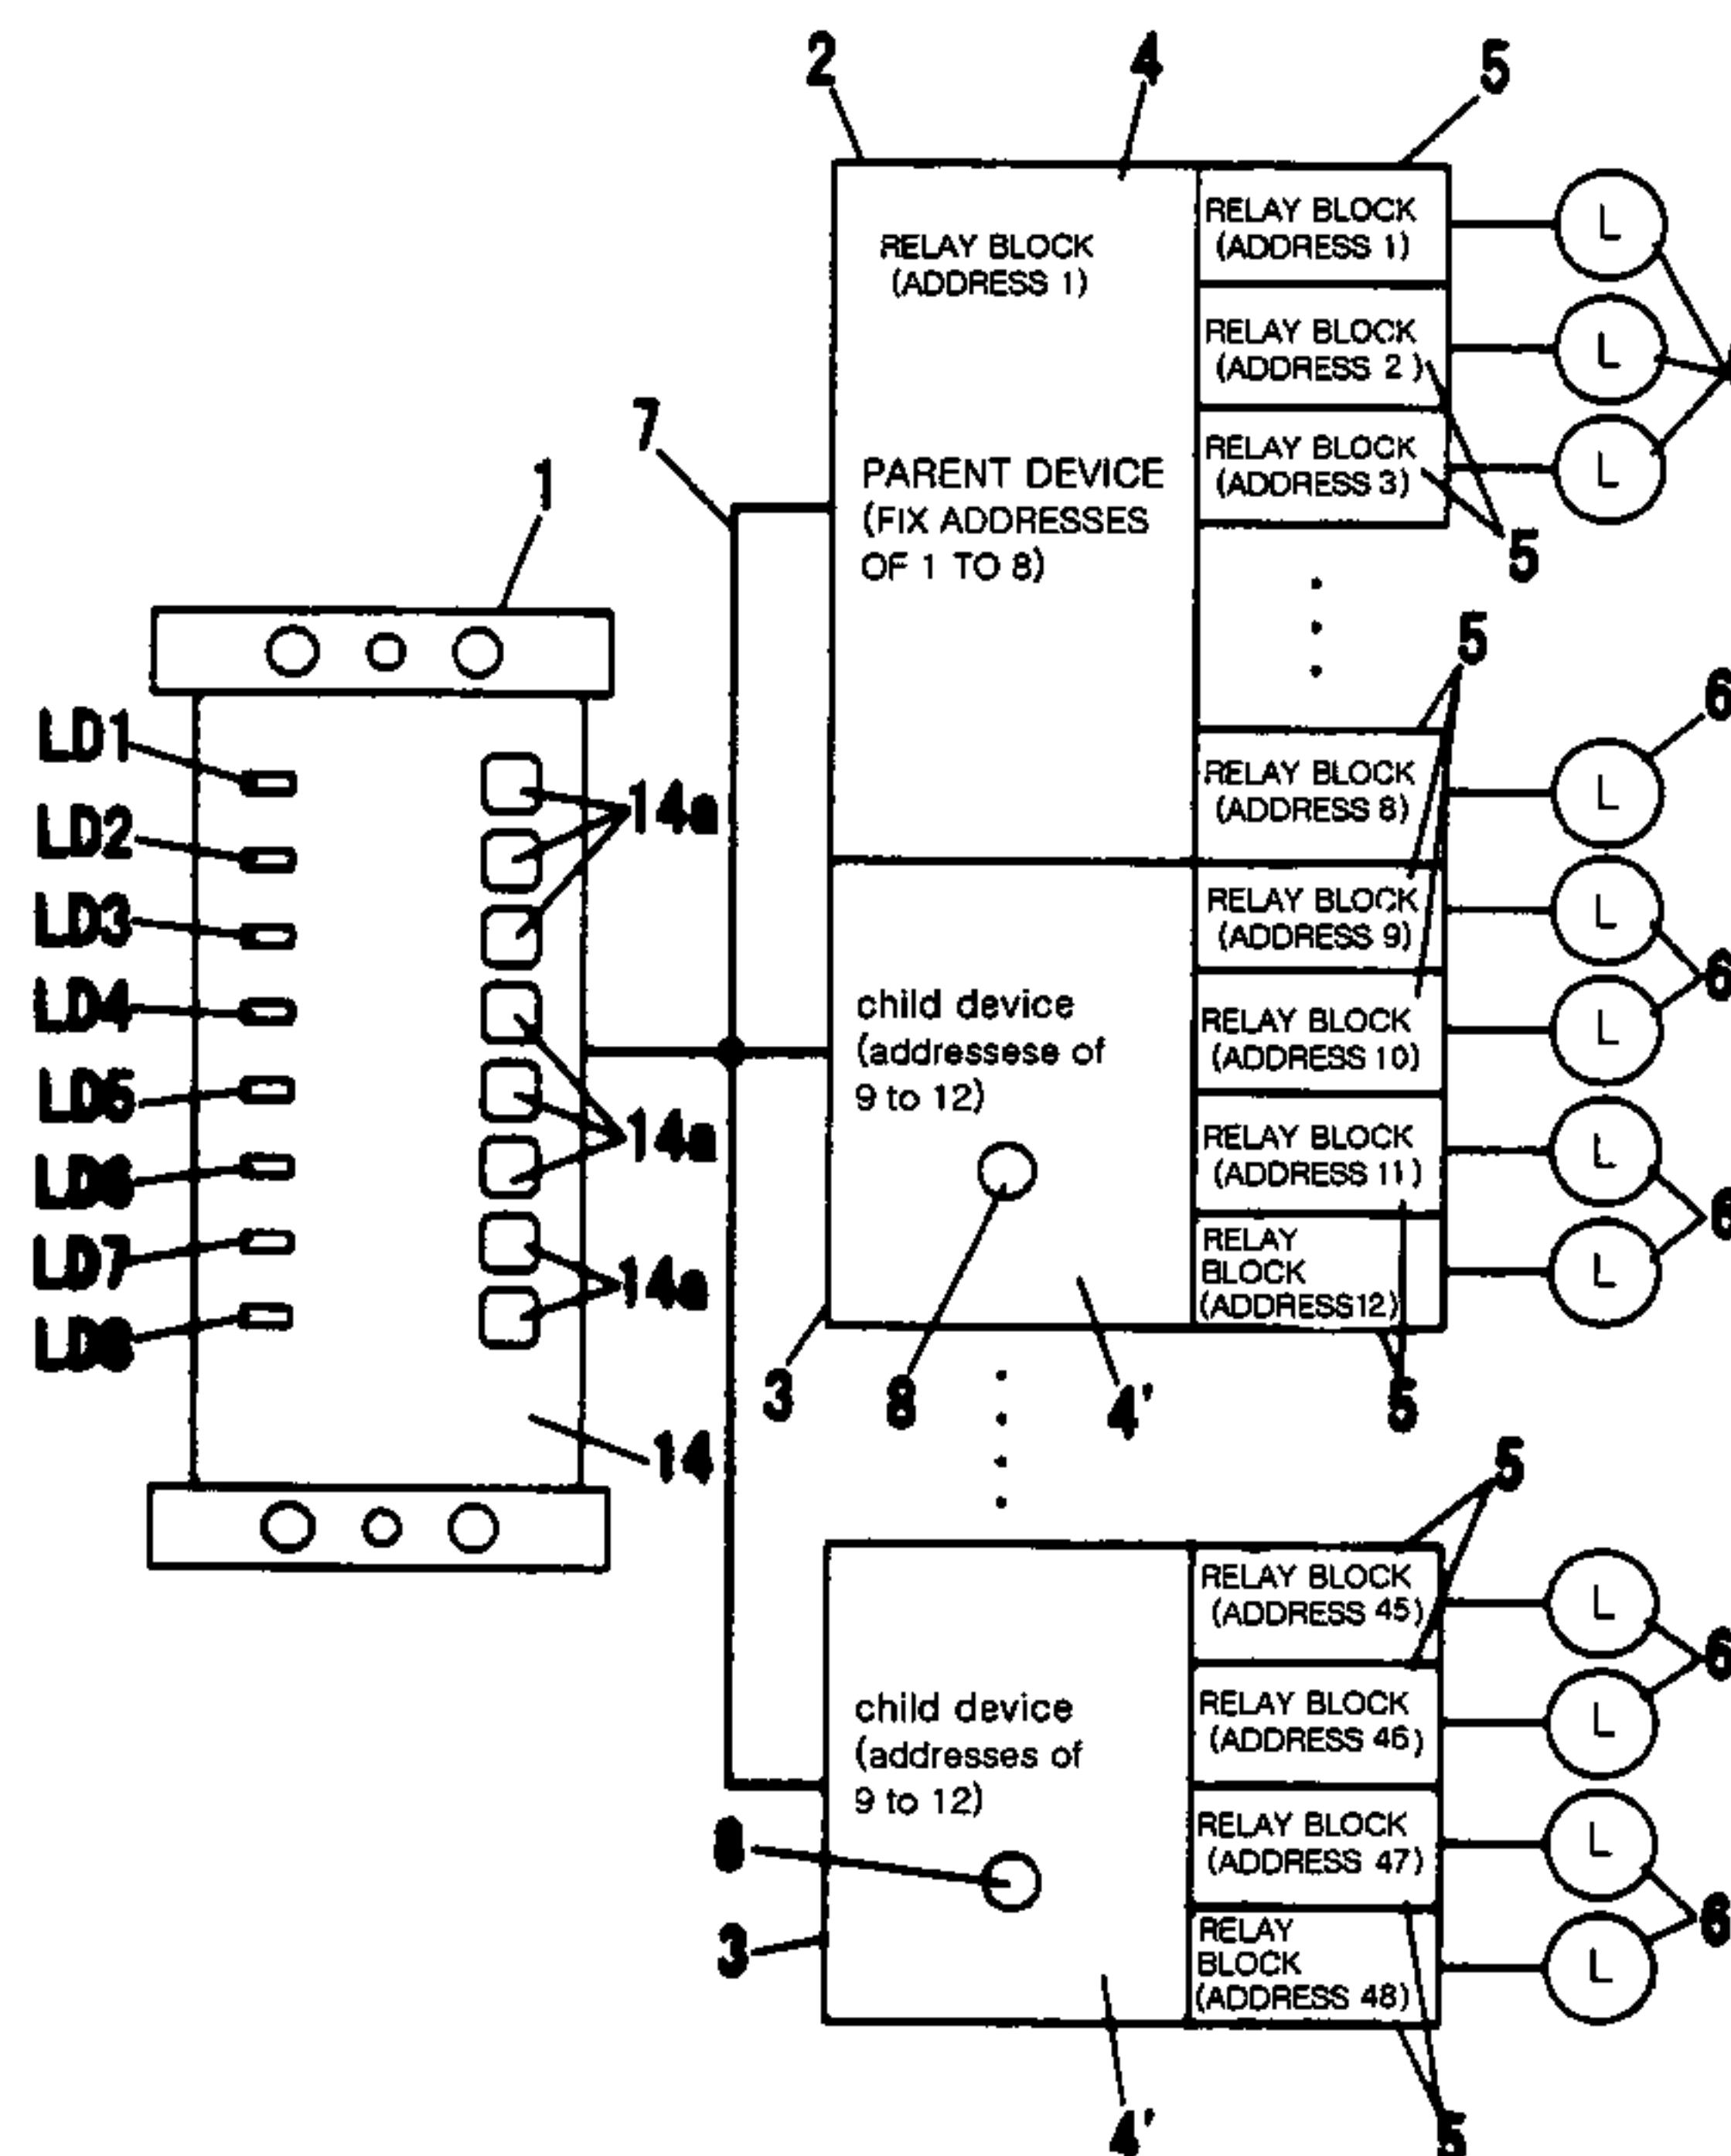 2
4
5
RELAY BLOCK
(ADDRESS 1)
RELAY BLOCK
(ADDRESS 1)
L
RELAY BLOCK
(ADDRESS 2)
L
RELAY BLOCK
(ADDRESS 3)
L
5
7
PARENT DEVICE
(FIX ADDRESSES
OF 1 TO 8)
1
5
6
RELAY BLOCK
(ADDRESS 8)
L
LD1
LD2
LD3
LD4
LD5
LD6
LD7
LD8
14a
14a
14a
14
RELAY BLOCK
(ADDRESS 9)
L
6
child device
(addressese of
9 to 12)
RELAY BLOCK
(ADDRESS 10)
L
RELAY BLOCK
(ADDRESS 11)
L
6
RELAY
BLOCK
(ADDRESS12)
L
3
8
4'
5
5
RELAY BLOCK
(ADDRESS 45)
L
6
child device
(addresses of
9 to 12)
RELAY BLOCK
(ADDRESS 46)
L
RELAY BLOCK
(ADDRESS 47)
L
6
8
3
RELAY
BLOCK
(ADDRESS 48)
L
4'
5